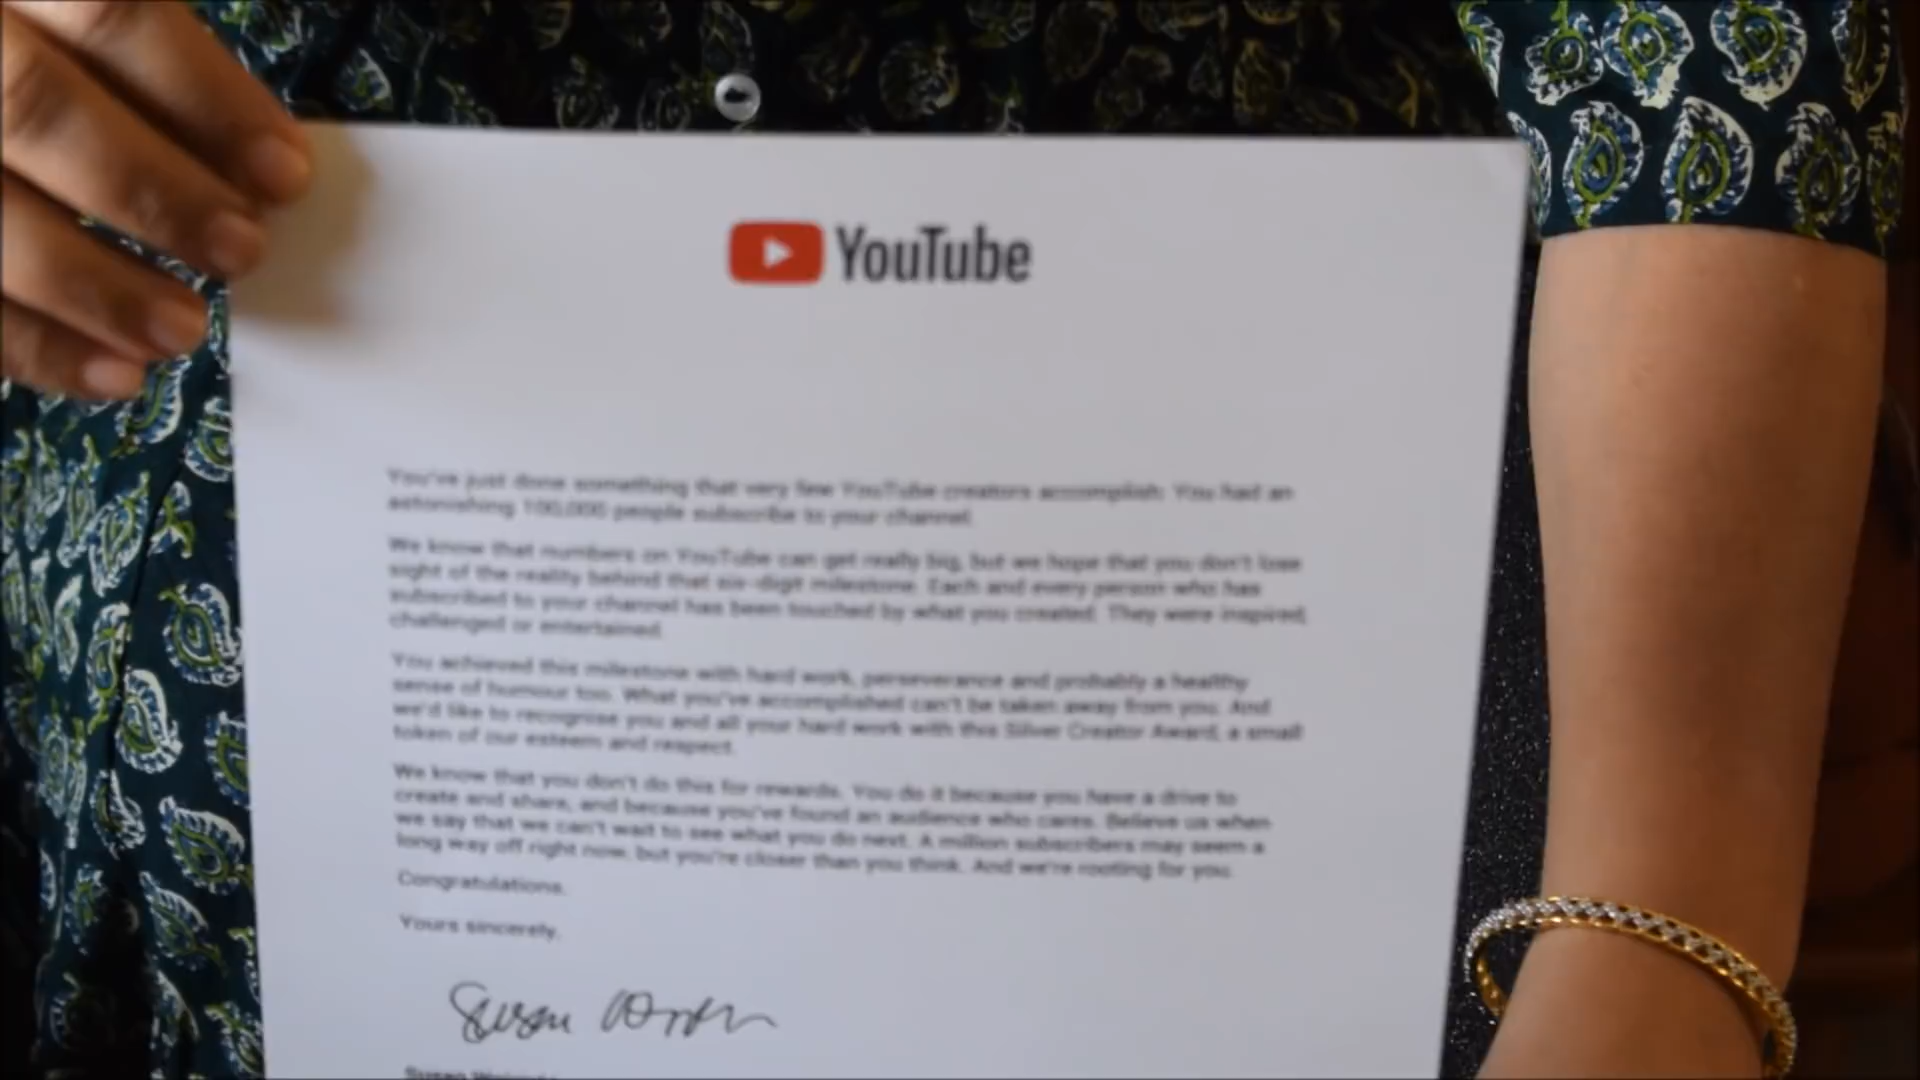 YouTube
You've just done something that very few YouTube creators accomplish: You had an
astonishing 100,000 people subscribe to your channel.
We know that numbers on YouTube can get really big, but we hope that you don't lose
sight of the reality behind that six-digit milestone. Each and every person who has
subscribed to your channel has been touched by what you created. They were inspired,
challenged or entertained.
You achieved this milestone with hard work, perseverance and probably a healthy
sense of humour too. What you've accomplished can't be taken away from you. And
we'd like to recognise you and all your hard work with this Silver Creator Award, a small
token of our esteem and respect.
We know that you don't do this for rewards. You do it because you have a drive to
create and share, and because you've found an audience who cares. Believe us when
we say that we can't wait to see what you do next. A million subscribers may seem a
long way off right now, but you're closer than you think. And we're rooting for you.
Congratulations.
Yours sincerely,
Susan
Susan